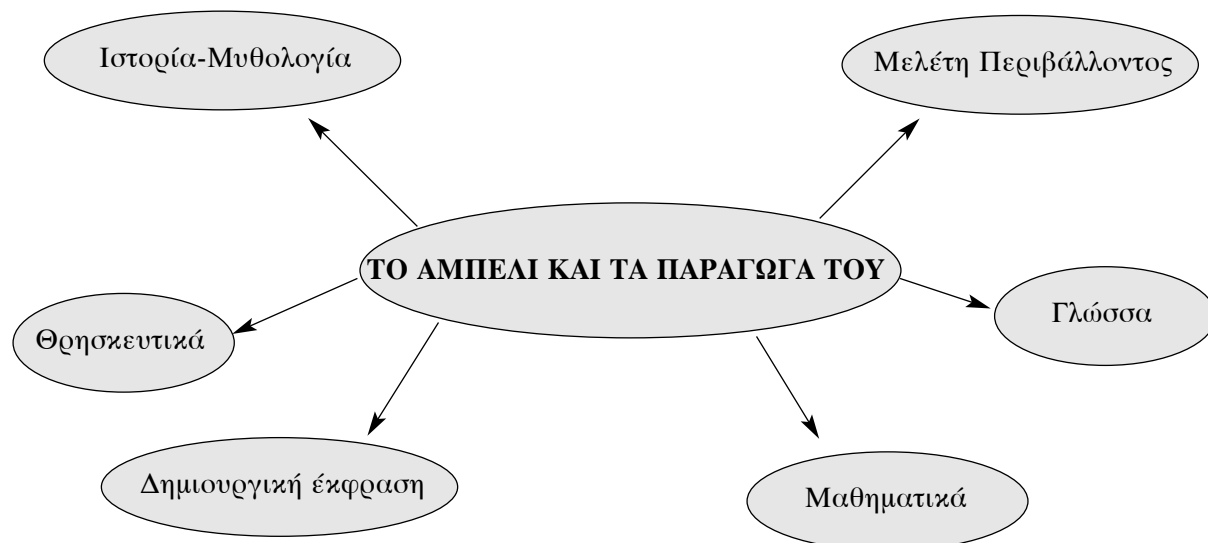 Ιστορία-Μυθολογία
Μελέτη Περιβάλλοντος
ΤΟ ΑΜΠΕΛΙ ΚΑΙ ΤΑ ΠΑΡΑΓΩΓΑ ΤΟΥ
Θρησκευτικά
Γλώσσα
Δημιουργική έκφραση
Μαθηματικά